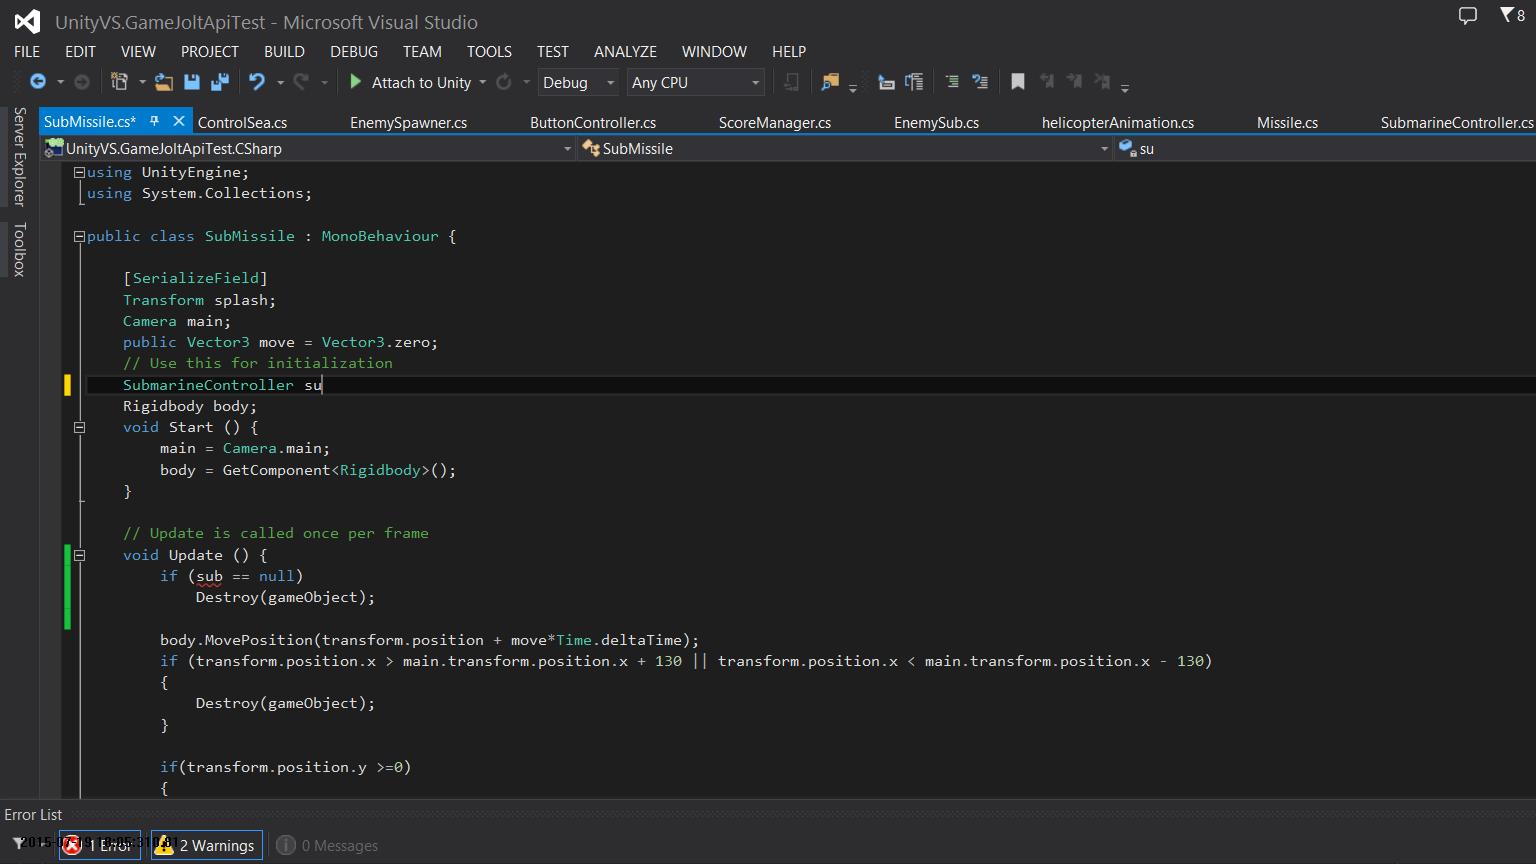 UnityVS.GameJoltApiTest - Microsoft Visual Studio
8
FILE EDIT VIEW PROJECT BUILD DEBUG TEAM TOOLS TEST ANALYZE WINDOW HELP
Attach to Unity Debug Any CPU
Server Explorer
Toolbox
SubMissile.cs* ControlSea.cs EnemySpawner.cs ButtonController.cs ScoreManager.cs EnemySub.cs helicopterAnimation.cs Missile.cs SubmarineController.cs
UnityVS.GameJoltApiTest.CSharp SubMissile su
using UnityEngine;
using System.Collections;
public class SubMissile : MonoBehaviour {
[SerializeField]
Transform splash;
Camera main;
public Vector3 move = Vector3.zero;
// Use this for initialization
SubmarineController su
Rigidbody body;
void Start () {
main = Camera.main;
body = GetComponent<Rigidbody>();
}
// Update is called once per frame
void Update () {
if (sub == null)
Destroy(gameObject);
body.MovePosition(transform.position + move*Time.deltaTime);
if (transform.position.x > main.transform.position.x + 130 || transform.position.x < main.transform.position.x - 130)
{
Destroy(gameObject);
}
if(transform.position.y >=0)
{
Error List
1 Error 2 Warnings 0 Messages